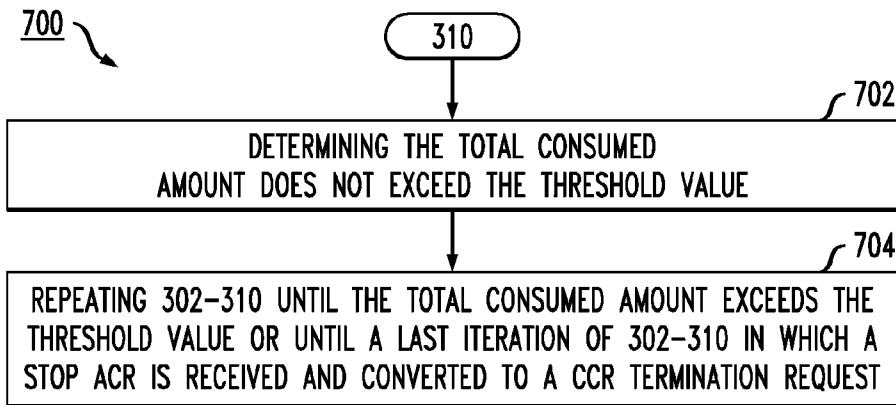 700
310
702
DETERMINING THE TOTAL CONSUMED
AMOUNT DOES NOT EXCEED THE THRESHOLD VALUE
704
REPEATING 302-310 UNTIL THE TOTAL CONSUMED AMOUNT EXCEEDS THE
THRESHOLD VALUE OR UNTIL A LAST ITERATION OF 302-310 IN WHICH A
STOP ACR IS RECEIVED AND CONVERTED TO A CCR TERMINATION REQUEST